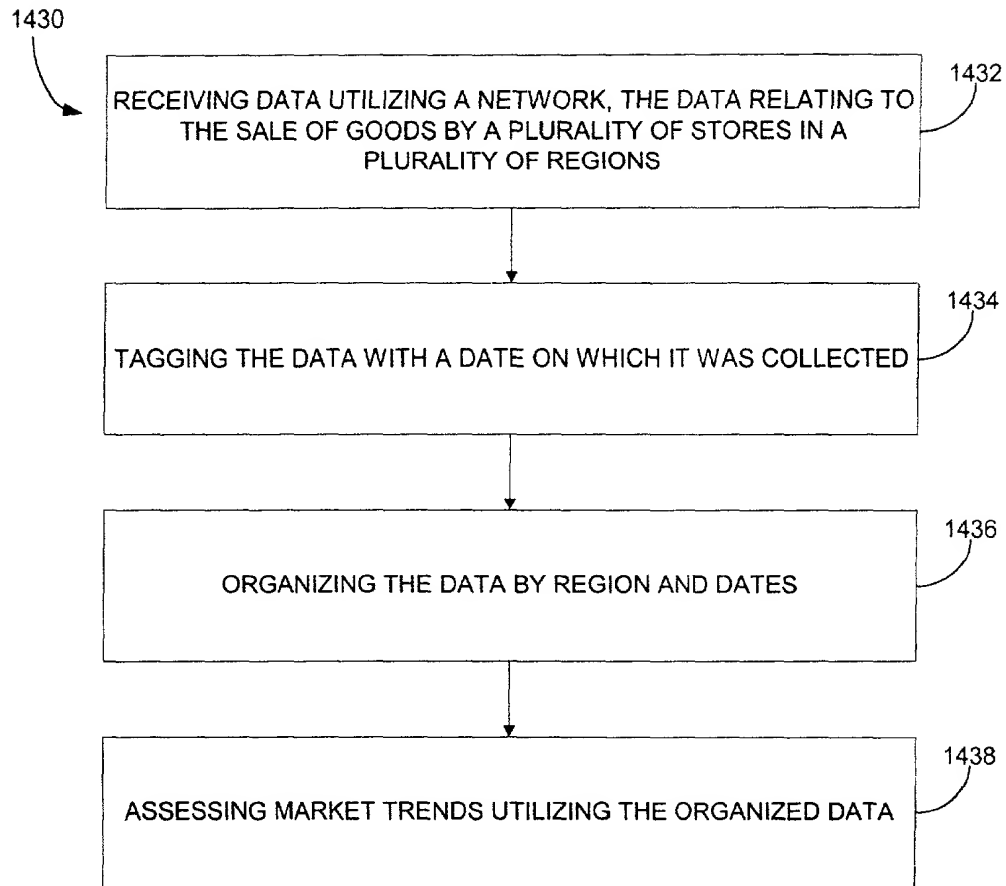 1430
1432
RECEIVING DATA UTILIZING A NETWORK, THE DATA RELATING TO
THE SALE OF GOODS BY A PLURALITY OF STORES IN A
PLURALITY OF REGIONS
1434
TAGGING THE DATA WITH A DATE ON WHICH IT WAS COLLECTED
1436
ORGANIZING THE DATA BY REGION AND DATES
1438
ASSESSING MARKET TRENDS UTILIZING THE ORGANIZED DATA